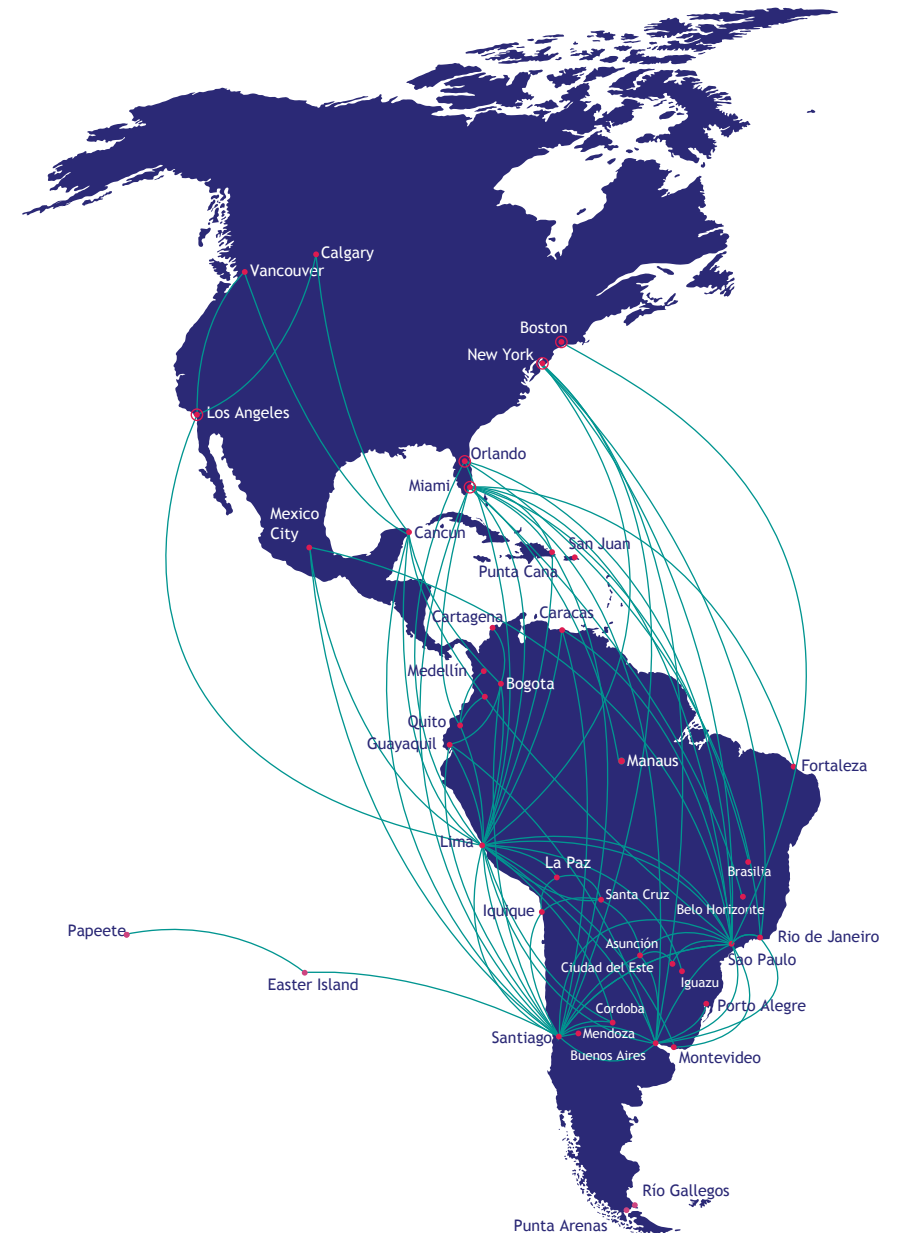 Calgary
Vancouver
Boston
New York
Los Angeles
Orlando
Miami
Mexico
City
Cancun
San Juan
Punta Cana
Cartagena
Caracas
Medellín
Bogota
Quito
Guayaquil
Manaus
Fortaleza
Lima
La Paz
Brasilia
Santa Cruz
Iquique
Belo Horizonte
Papeete
Rio de Janeiro
Asunción
Sao Paulo
Ciudad del Este
Easter Island
Iguazu
Cordoba
Porto Alegre
Santiago
Mendoza
Buenos Aires
Montevideo
Río Gallegos
Punta Arenas